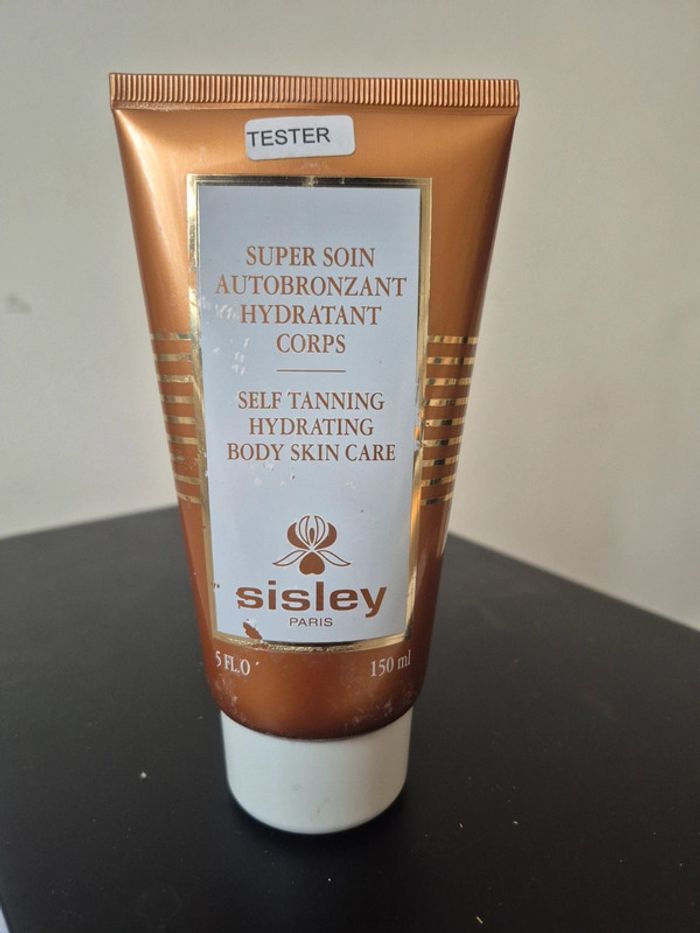 TESTER
SUPER SOIN
AUTOBRONZANT
HYDRATANT
CORPS
SELF TANNING
HYDRATING
BODY SKIN CARE
sisley
PARIS
5 FL.O
150 ml